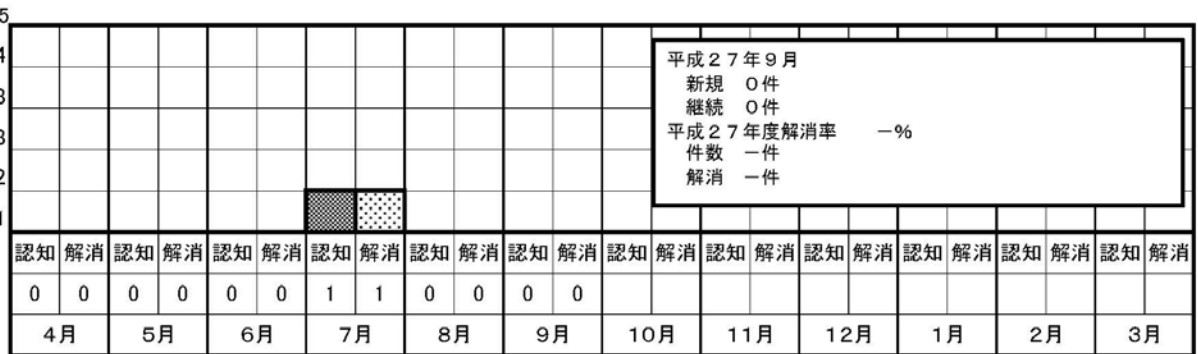 5
4
3
3
2
1
平成２７年９月
新規　０件
継続　０件
平成２７年度解消率　　－％
件数　－件
解消　－件
認知 解消 認知 解消 認知 解消 認知 解消 認知 解消 認知 解消 認知 解消 認知 解消 認知 解消 認知 解消 認知 解消 認知 解消
0 0 0 0 0 0 1 1 0 0 0 0
4月 5月 6月 7月 8月 9月 10月 11月 12月 1月 2月 3月